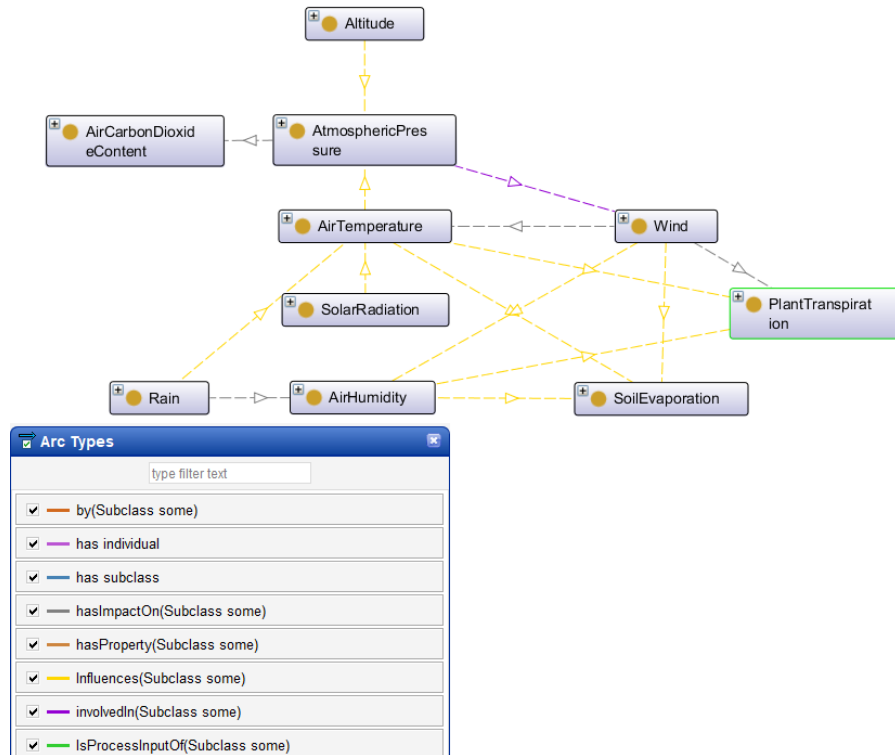 Altitude
AirCarbonDioxid
eContent
AtmosphericPres
sure
AirTemperature
Wind
SolarRadiation
PlantTranspirat
ion
Rain
AirHumidity
SoilEvaporation
Arc Types
type filter text
by(Subclass some)
has individual
has subclass
hasImpactOn(Subclass some)
hasProperty(Subclass some)
Influences(Subclass some)
involvedIn(Subclass some)
IsProcessInputOf(Subclass some)